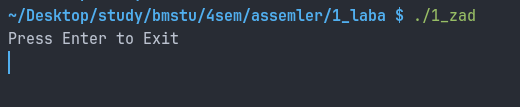 ~/Desktop/study/bmstu/4sem/assemler/1_laba $ ./1_zad
Press Enter to Exit